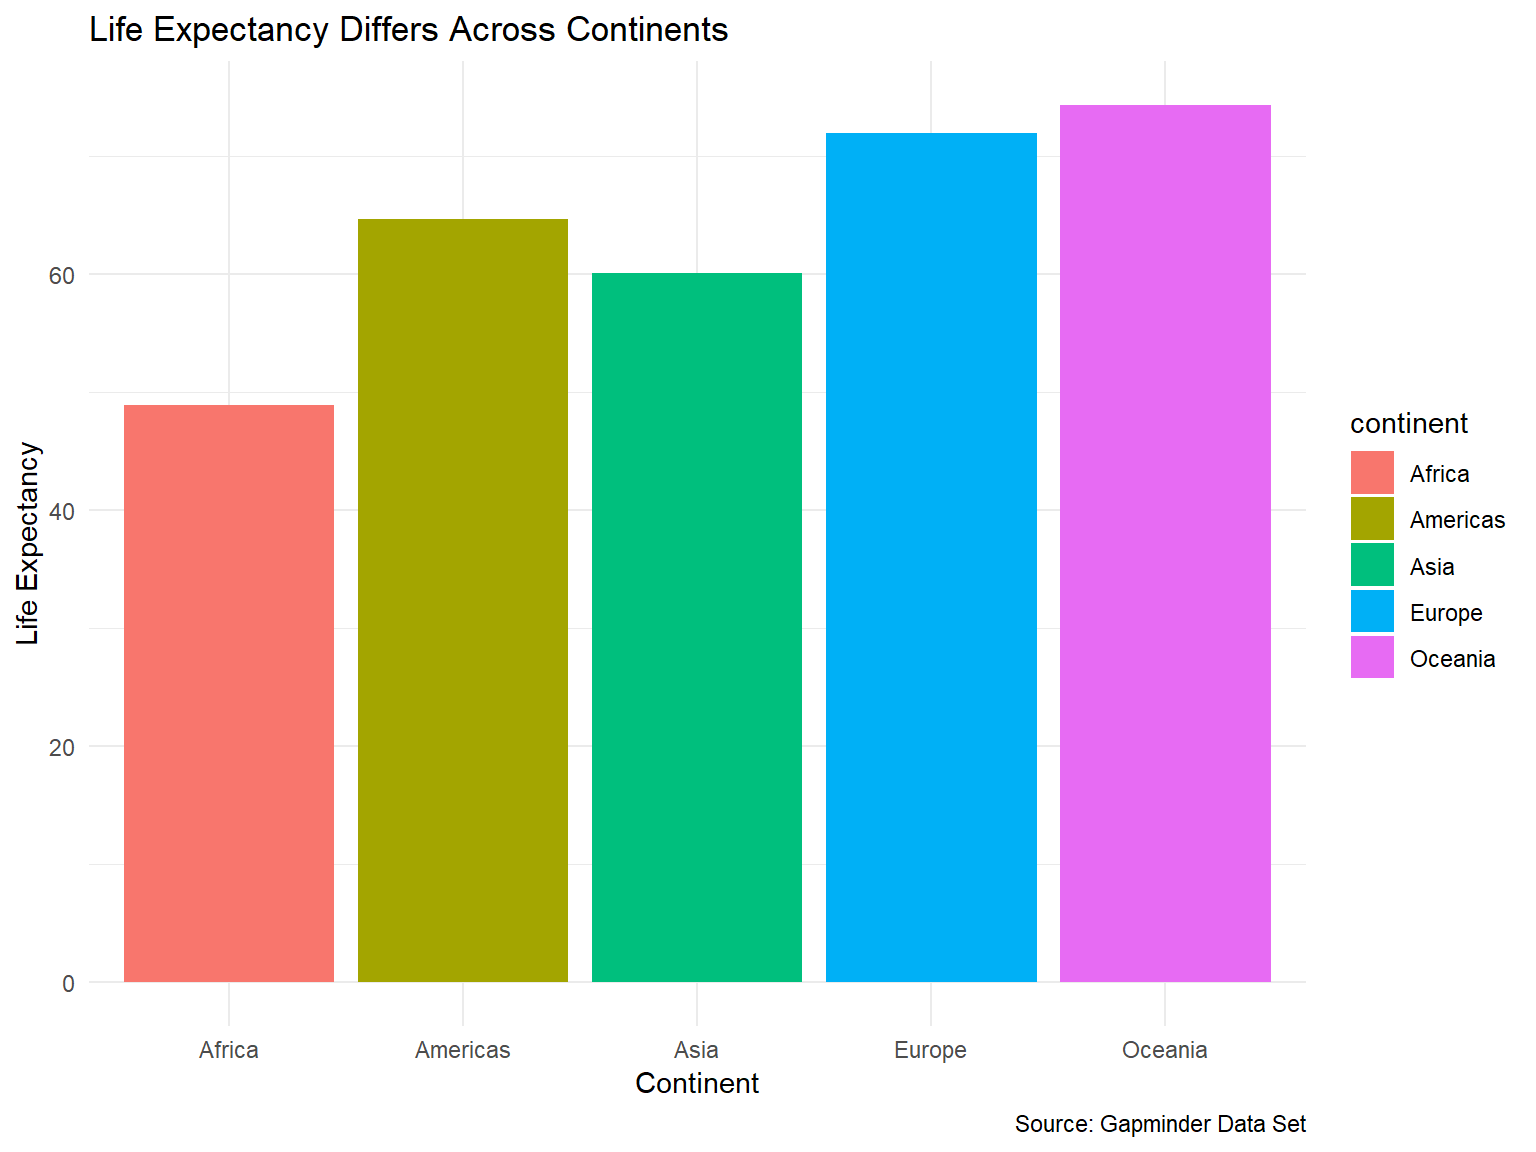 Life Expectancy Differs Across Continents
Life Expectancy
60
40
20
0
Africa
Americas
Asia
Europe
Oceania
Continent
continent
Africa
Americas
Asia
Europe
Oceania
Source: Gapminder Data Set